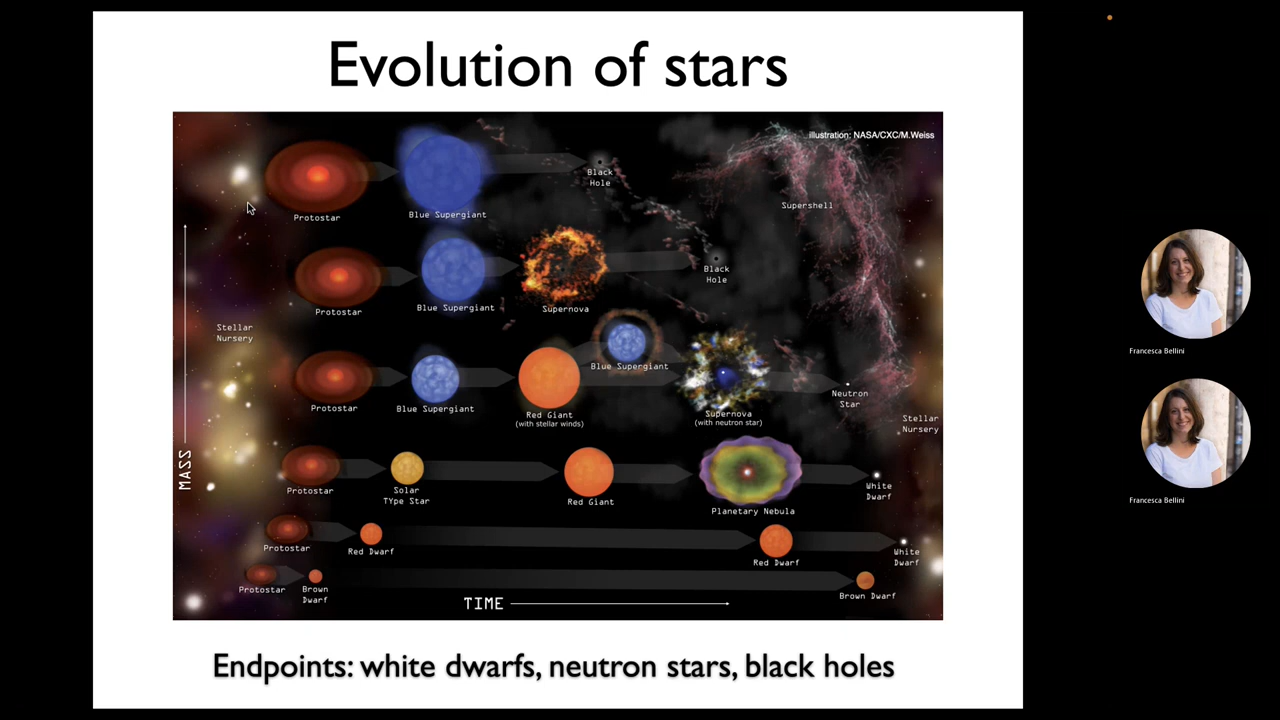 Evolution of stars
illustration: NASA/CXC/M.Weiss
Protostar
Blue Supergiant
Black
Hole
Supershell
Protostar
Blue Supergiant
Supernova
Black
Hole
Stellar
Nursery
Protostar
Blue Supergiant
Red Giant
(with stellar winds)
Blue Supergiant
Supernova
(with neutron star)
Neutron
Star
Stellar
Nursery
MASS
Protostar
Solar
TYpe Star
Red Giant
Planetary Nebula
White
Dwarf
Protostar
Red Dwarf
Red Dwarf
White
Dwarf
Protostar
Brown
Dwarf
Brown Dwarf
TIME
Endpoints: white dwarfs, neutron stars, black holes
Francesca Bellini
Francesca Bellini